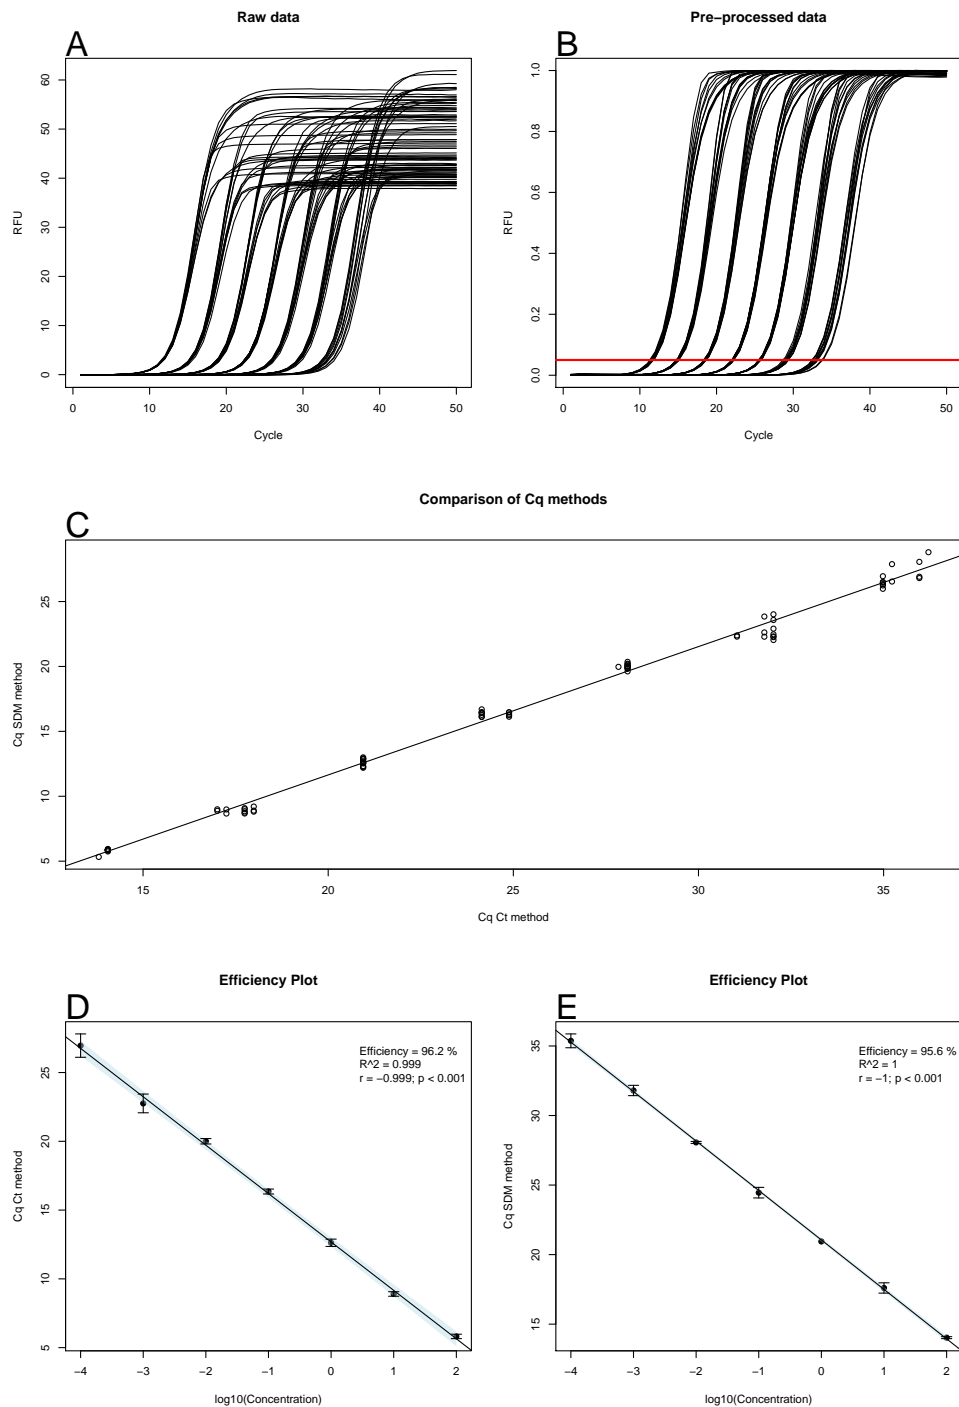 Raw data
A
RFU
60
50
40
30
20
10
0
0 10 20 30 40 50
Cycle
Pre−processed data
B
RFU
1.0
0.8
0.6
0.4
0.2
0.0
0 10 20 30 40 50
Cycle
Comparison of Cq methods
C
Cq SDM method
25
20
15
10
5
15 20 25 30 35
Cq Ct method
Efficiency Plot
D
Efficiency = 96.2 %
R^2 = 0.999
r = −0.999; p < 0.001
Cq Ct method
25
20
15
10
5
−4 −3 −2 −1 0 1 2
log10(Concentration)
Efficiency Plot
E
Efficiency = 95.6 %
R^2 = 1
r = −1; p < 0.001
Cq SDM method
35
30
25
20
15
−4 −3 −2 −1 0 1 2
log10(Concentration)